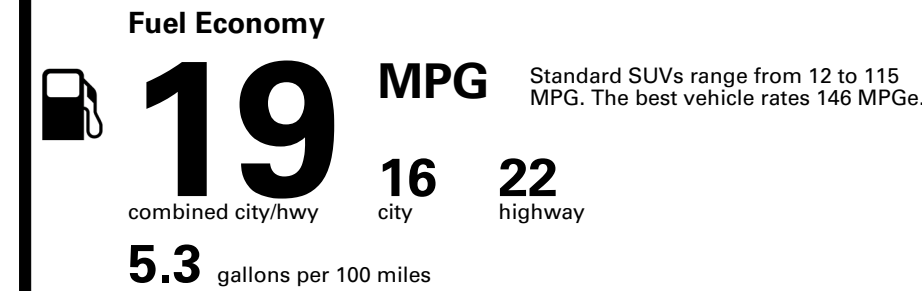 Fuel Economy
19 MPG
Standard SUVs range from 12 to 115
MPG. The best vehicle rates 146 MPGe.
16 22
combined city/hwy city highway
5.3 gallons per 100 miles